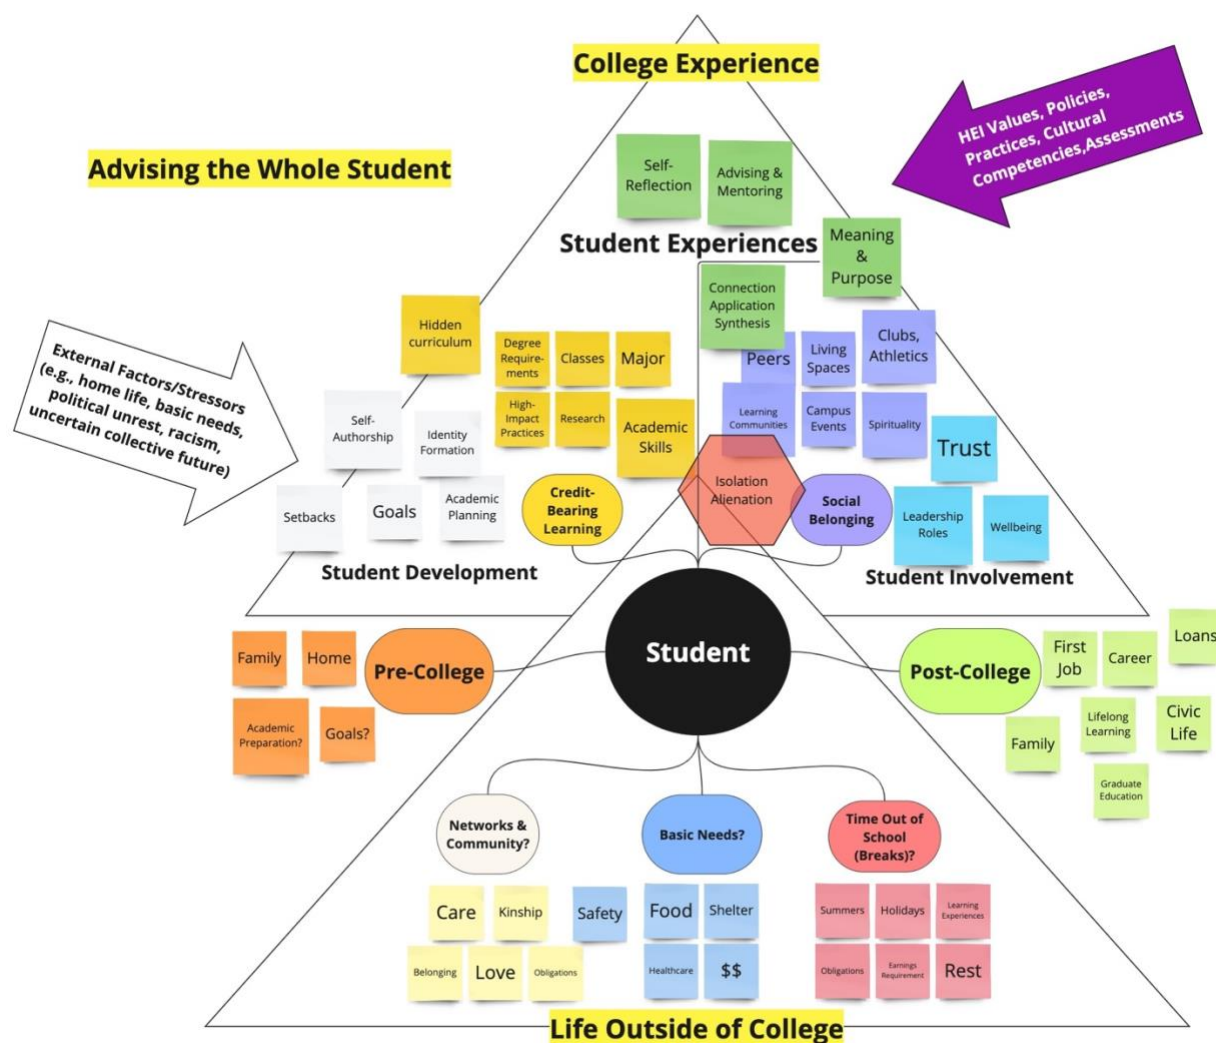 College Experience
HEI Values, Policies,
Practices, Cultural
Competencies,Assessments
Advising the Whole Student
Self-
Reflection
Advising &
Mentoring
Student Experiences
Meaning
&
Purpose
Connection
Application
Synthesis
Hidden
curriculum
Degree
Require-
ments
Classes
Major
Peers
Living
Spaces
Clubs,
Athletics
External Factors/Stressors
(e.g., home life, basic needs,
political unrest, racism,
uncertain collective future)
Self-
Authorship
Identity
Formation
High-
Impact
Practices
Research
Academic
Skills
Learning
Communities
Campus
Events
Spirituality
Trust
Setbacks
Goals
Academic
Planning
Credit-
Bearing
Learning
Isolation
Alienation
Social
Belonging
Leadership
Roles
Wellbeing
Student Development
Student Involvement
Family
Home
Pre-College
Student
Post-College
First
Job
Career
Loans
Academic
Preparation?
Goals?
Family
Lifelong
Learning
Civic
Life
Graduate
Education
Networks &
Community?
Basic Needs?
Time Out of
School
(Breaks)?
Care
Kinship
Safety
Food
Shelter
Summers
Holidays
Learning
Experiences
Belonging
Love
Obligations
Healthcare
$$
Obligations
Earnings
Requirement
Rest
Life Outside of College